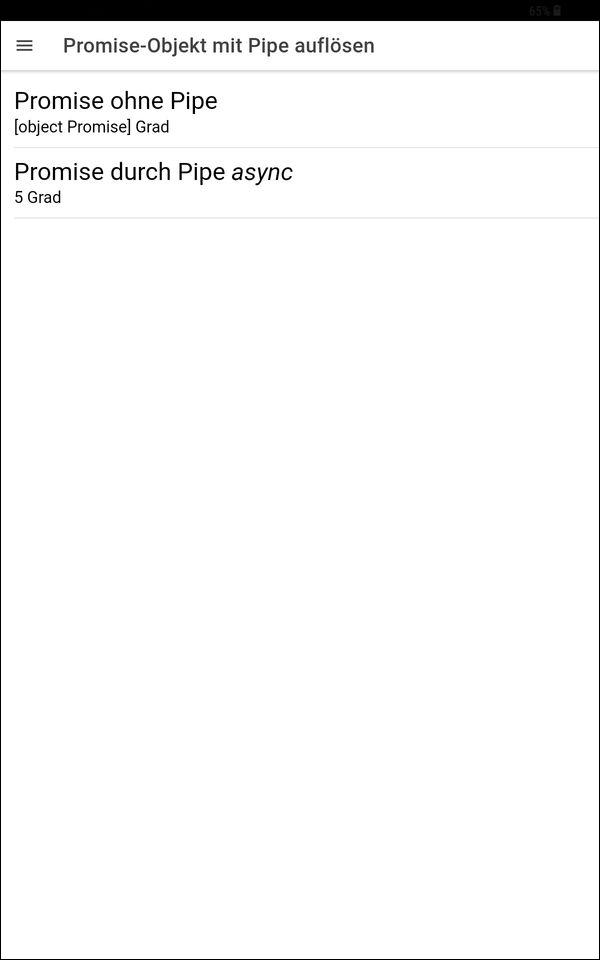 65%
Promise-Objekt mit Pipe auflösen
Promise ohne Pipe
[object Promise] Grad
Promise durch Pipe async
5 Grad